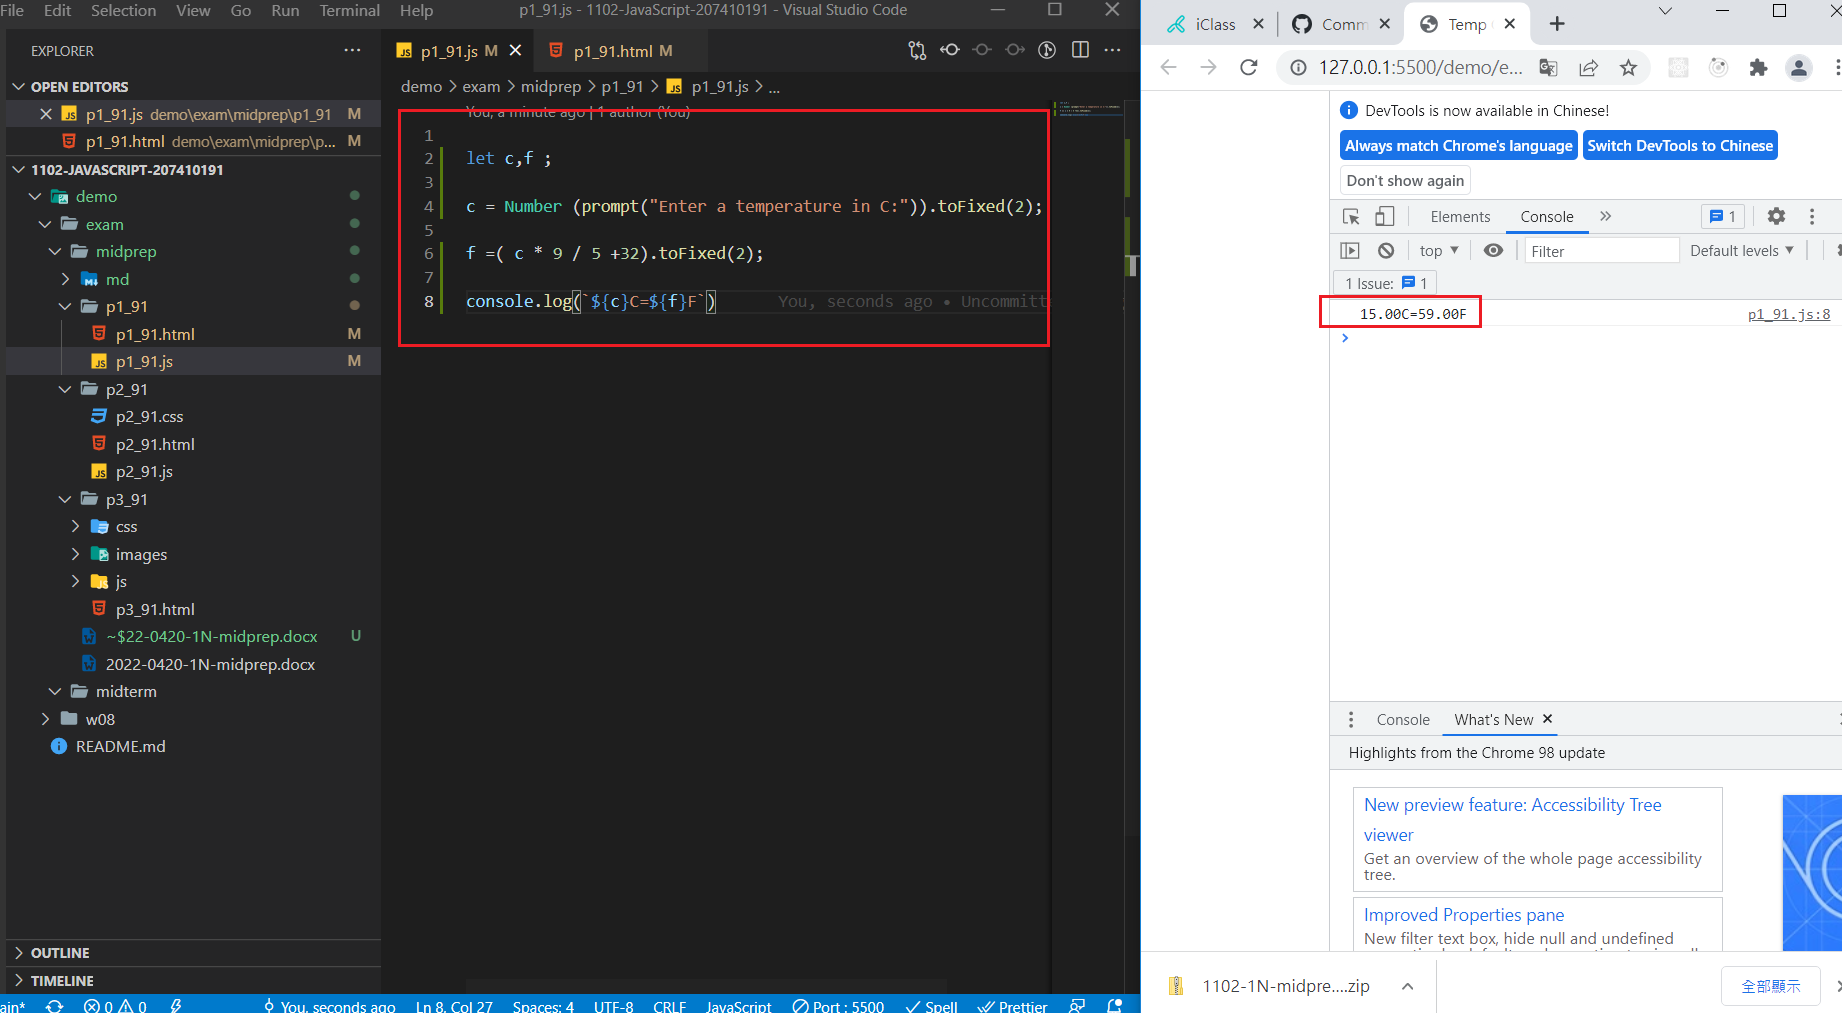 File Edit Selection View Go Run Terminal Help p1_91.js - 1102-JavaScript-207410191 - Visual Studio Code
EXPLORER
OPEN EDITORS
p1_91.js demo\exam\midprep\p1_91 M
p1_91.html demo\exam\midprep\p... M
1102-JAVASCRIPT-207410191
demo
exam
midprep
md
p1_91
p1_91.html M
p1_91.js M
p2_91
p2_91.css
p2_91.html
p2_91.js
p3_91
css
images
js
p3_91.html
~$22-0420-1N-midprep.docx U
2022-0420-1N-midprep.docx
midterm
w08
README.md
OUTLINE
TIMELINE
p1_91.js M
p1_91.html M
demo > exam > midprep > p1_91 > p1_91.js > ...
You, a minute ago | 1 author (You)
1
2 let c,f ;
3
4 c = Number (prompt("Enter a temperature in C:")).toFixed(2);
5
6 f =( c * 9 / 5 +32).toFixed(2);
7
8 console.log(`${c}C=${f}F`) You, seconds ago • Uncommitt
ain* 0 0 You, seconds ago Ln 8, Col 27 Spaces: 4 UTF-8 CRLF JavaScript Port : 5500 Spell Prettier
iClass Comm Temp
127.0.0.1:5500/demo/e...
DevTools is now available in Chinese!
Always match Chrome's language Switch DevTools to Chinese
Don't show again
Elements Console » 1
top Filter Default levels
1 Issue: 1
15.00C=59.00F p1_91.js:8
Console What's New
Highlights from the Chrome 98 update
New preview feature: Accessibility Tree
viewer
Get an overview of the whole page accessibility
tree.
Improved Properties pane
New filter text box, hide null and undefined
1102-1N-midpre....zip 全部顯示